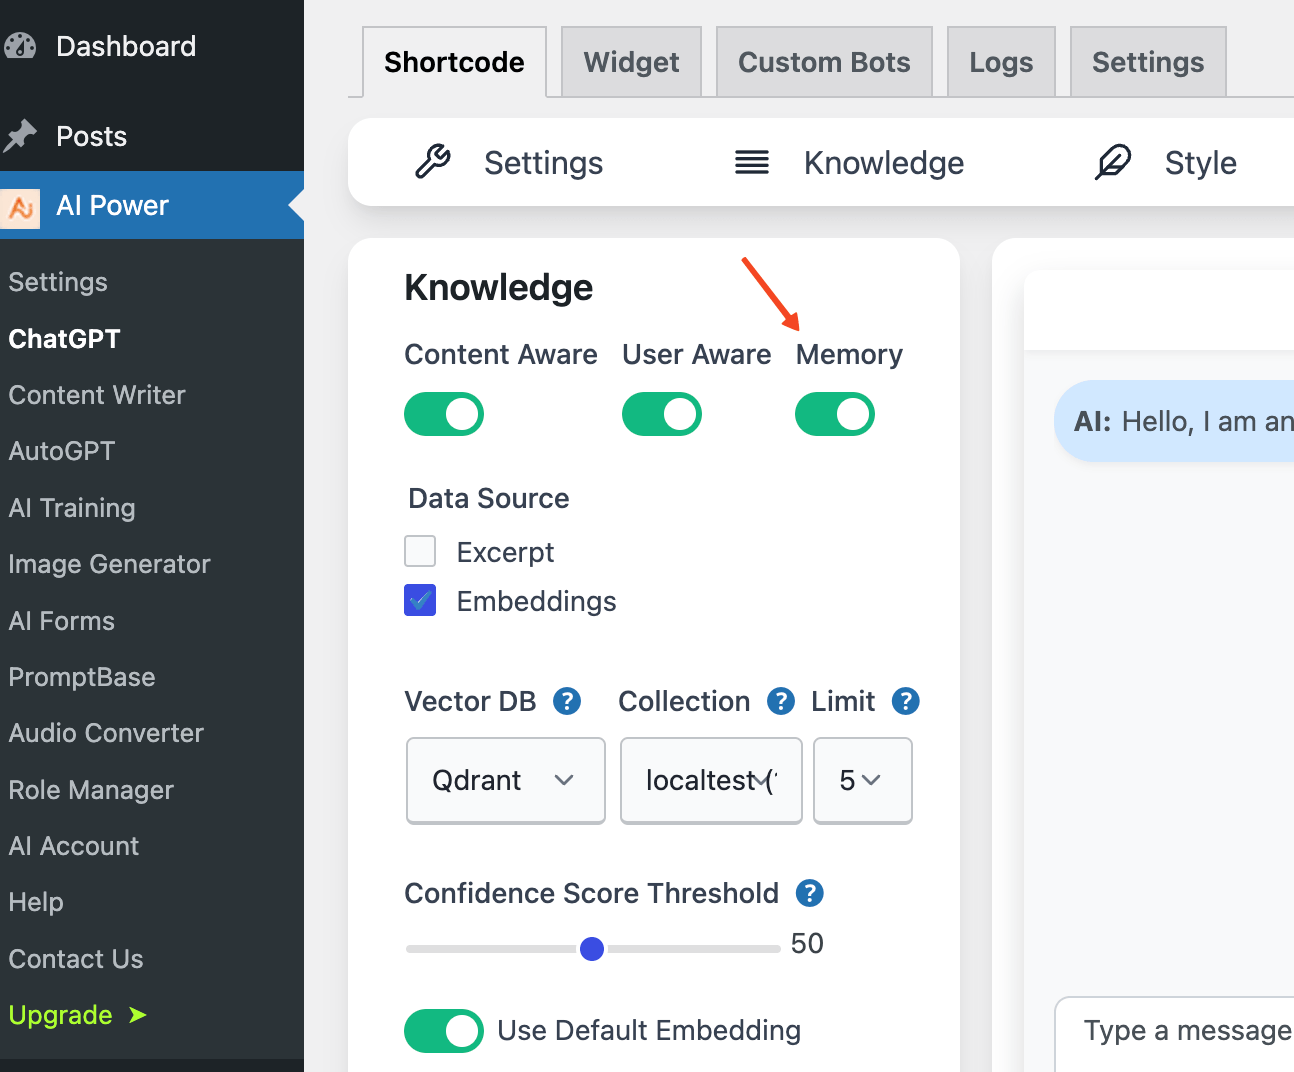 Dashboard
Posts
AI Power
Settings
ChatGPT
Content Writer
AutoGPT
AI Training
Image Generator
AI Forms
PromptBase
Audio Converter
Role Manager
AI Account
Help
Contact Us
Upgrade ➤
Shortcode Widget Custom Bots Logs Settings
Settings Knowledge Style
Knowledge
Content Aware User Aware Memory
Data Source
Excerpt
Embeddings
Vector DB ? Collection ? Limit ?
Qdrant localtest ( 5
Confidence Score Threshold ?
50
Use Default Embedding
AI: Hello, I am an
Type a message